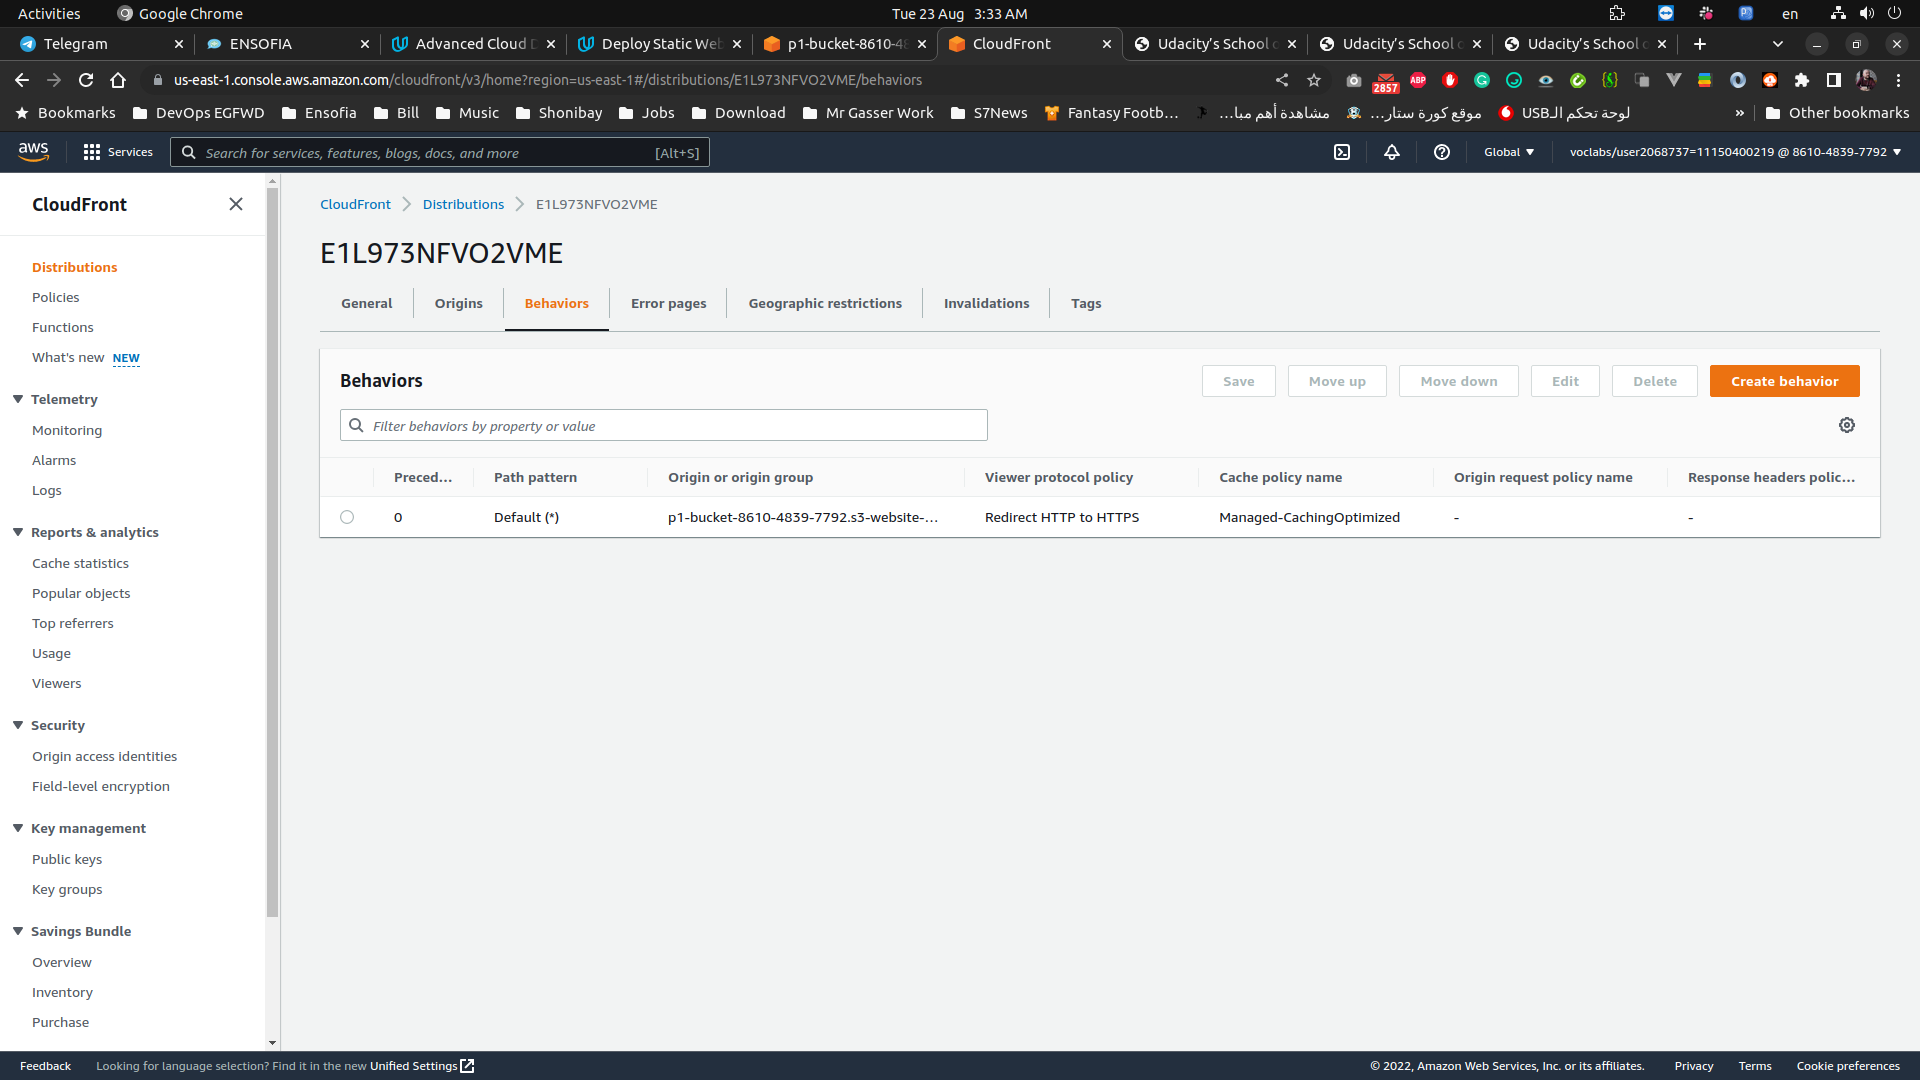 Activities Google Chrome Tue 23 Aug 3:33 AM en
Telegram ENSOFIA Advanced Cloud D Deploy Static Web p1-bucket-8610-48 CloudFront Udacity’s School o Udacity’s School o Udacity’s School o
us-east-1.console.aws.amazon.com/cloudfront/v3/home?region=us-east-1#/distributions/E1L973NFVO2VME/behaviors 2857 ABP
Bookmarks DevOps EGFWD Ensofia Bill Music Shonibay Jobs Download Mr Gasser Work S7News Fantasy Footb… مشاهدة أهم مبا… موقع كورة ستار… لوحة تحكم الـUSB » Other bookmarks
aws Services Search for services, features, blogs, docs, and more [Alt+S] Global voclabs/user2068737=11150400219 @ 8610-4839-7792
CloudFront
Distributions
Policies
Functions
What's new NEW
Telemetry
Monitoring
Alarms
Logs
Reports & analytics
Cache statistics
Popular objects
Top referrers
Usage
Viewers
Security
Origin access identities
Field-level encryption
Key management
Public keys
Key groups
Savings Bundle
Overview
Inventory
Purchase
CloudFront Distributions E1L973NFVO2VME
E1L973NFVO2VME
General Origins Behaviors Error pages Geographic restrictions Invalidations Tags
Behaviors Save Move up Move down Edit Delete Create behavior
Filter behaviors by property or value
Preced… Path pattern Origin or origin group Viewer protocol policy Cache policy name Origin request policy name Response headers polic…
0 Default (*) p1-bucket-8610-4839-7792.s3-website-… Redirect HTTP to HTTPS Managed-CachingOptimized - -
Feedback Looking for language selection? Find it in the new Unified Settings © 2022, Amazon Web Services, Inc. or its affiliates. Privacy Terms Cookie preferences